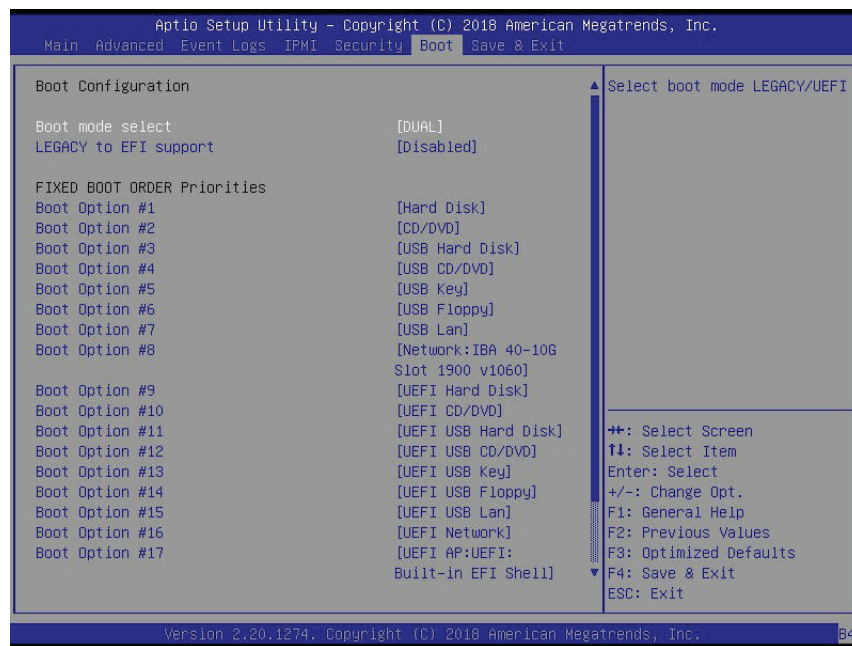 Aptio Setup Utility – Copyright (C) 2018 American Megatrends, Inc.
Main Advanced Event Logs IPMI Security Boot Save & Exit
Boot Configuration
Select boot mode LEGACY/UEFI
Boot mode select [DUAL]
LEGACY to EFI support [Disabled]
FIXED BOOT ORDER Priorities
Boot Option #1 [Hard Disk]
Boot Option #2 [CD/DVD]
Boot Option #3 [USB Hard Disk]
Boot Option #4 [USB CD/DVD]
Boot Option #5 [USB Key]
Boot Option #6 [USB Floppy]
Boot Option #7 [USB Lan]
Boot Option #8 [Network:IBA 40-10G
Slot 1900 v1060]
Boot Option #9 [UEFI Hard Disk]
Boot Option #10 [UEFI CD/DVD]
Boot Option #11 [UEFI USB Hard Disk]
Boot Option #12 [UEFI USB CD/DVD]
Boot Option #13 [UEFI USB Key]
Boot Option #14 [UEFI USB Floppy]
Boot Option #15 [UEFI USB Lan]
Boot Option #16 [UEFI Network]
Boot Option #17 [UEFI AP:UEFI:
Built-in EFI Shell]
→←: Select Screen
↑↓: Select Item
Enter: Select
+/-: Change Opt.
F1: General Help
F2: Previous Values
F3: Optimized Defaults
F4: Save & Exit
ESC: Exit
Version 2.20.1274. Copyright (C) 2018 American Megatrends, Inc.
B4